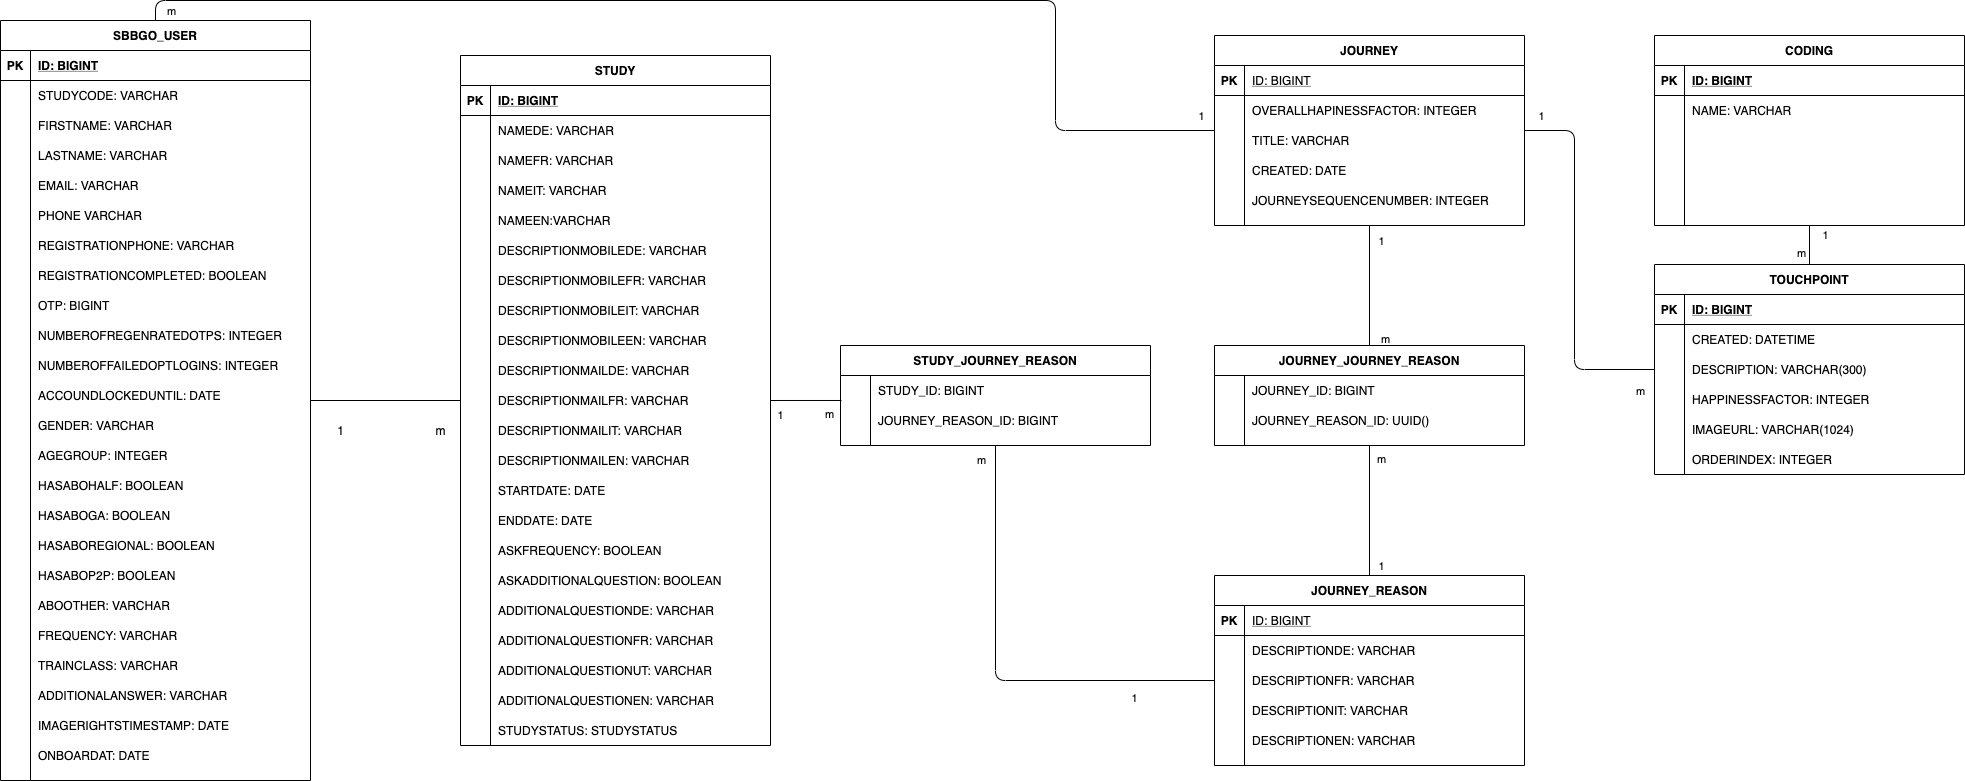 m
SBBGO_USER
PK ID: BIGINT
STUDYCODE: VARCHAR
FIRSTNAME: VARCHAR
LASTNAME: VARCHAR
EMAIL: VARCHAR
PHONE VARCHAR
REGISTRATIONPHONE: VARCHAR
REGISTRATIONCOMPLETED: BOOLEAN
OTP: BIGINT
NUMBEROFREGENRATEDOTPS: INTEGER
NUMBEROFFAILEDOPTLOGINS: INTEGER
ACCOUNDLOCKEDUNTIL: DATE
GENDER: VARCHAR
AGEGROUP: INTEGER
HASABOHALF: BOOLEAN
HASABOGA: BOOLEAN
HASABOREGIONAL: BOOLEAN
HASABOP2P: BOOLEAN
ABOOTHER: VARCHAR
FREQUENCY: VARCHAR
TRAINCLASS: VARCHAR
ADDITIONALANSWER: VARCHAR
IMAGERIGHTSTIMESTAMP: DATE
ONBOARDAT: DATE
1
m
STUDY
PK ID: BIGINT
NAMEDE: VARCHAR
NAMEFR: VARCHAR
NAMEIT: VARCHAR
NAMEEN:VARCHAR
DESCRIPTIONMOBILEDE: VARCHAR
DESCRIPTIONMOBILEFR: VARCHAR
DESCRIPTIONMOBILEIT: VARCHAR
DESCRIPTIONMOBILEEN: VARCHAR
DESCRIPTIONMAILDE: VARCHAR
DESCRIPTIONMAILFR: VARCHAR
DESCRIPTIONMAILIT: VARCHAR
DESCRIPTIONMAILEN: VARCHAR
STARTDATE: DATE
ENDDATE: DATE
ASKFREQUENCY: BOOLEAN
ASKADDITIONALQUESTION: BOOLEAN
ADDITIONALQUESTIONDE: VARCHAR
ADDITIONALQUESTIONFR: VARCHAR
ADDITIONALQUESTIONUT: VARCHAR
ADDITIONALQUESTIONEN: VARCHAR
STUDYSTATUS: STUDYSTATUS
1
m
STUDY_JOURNEY_REASON
STUDY_ID: BIGINT
JOURNEY_REASON_ID: BIGINT
m
1
1
JOURNEY
PK ID: BIGINT
OVERALLHAPINESSFACTOR: INTEGER
TITLE: VARCHAR
CREATED: DATE
JOURNEYSEQUENCENUMBER: INTEGER
1
m
JOURNEY_JOURNEY_REASON
JOURNEY_ID: BIGINT
JOURNEY_REASON_ID: UUID()
m
1
JOURNEY_REASON
PK ID: BIGINT
DESCRIPTIONDE: VARCHAR
DESCRIPTIONFR: VARCHAR
DESCRIPTIONIT: VARCHAR
DESCRIPTIONEN: VARCHAR
1
m
CODING
PK ID: BIGINT
NAME: VARCHAR
1
m
TOUCHPOINT
PK ID: BIGINT
CREATED: DATETIME
DESCRIPTION: VARCHAR(300)
HAPPINESSFACTOR: INTEGER
IMAGEURL: VARCHAR(1024)
ORDERINDEX: INTEGER